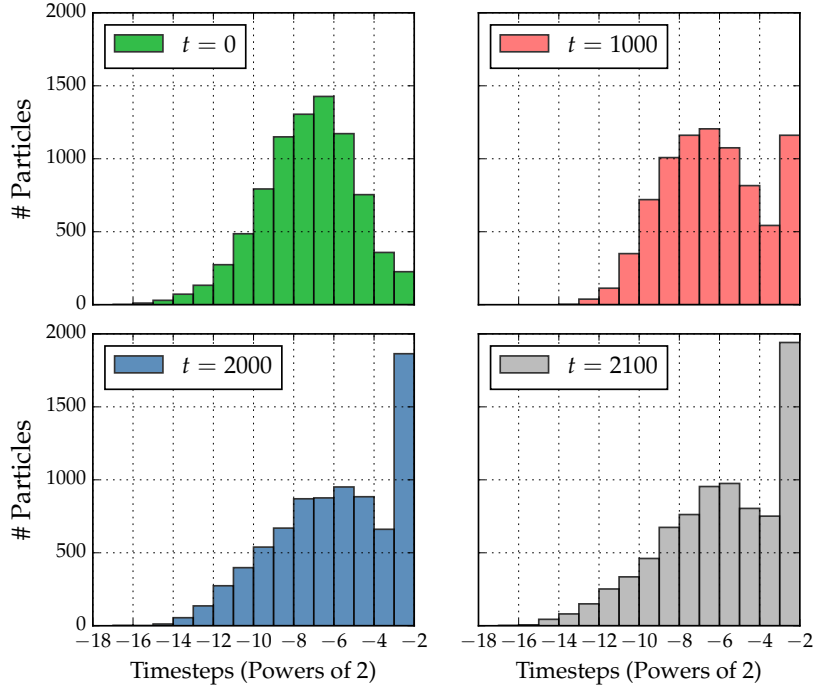 2000
1500
1000
500
0
# Particles
t = 0
t = 1000
2000
1500
1000
500
0
# Particles
t = 2000
t = 2100
−18 −16 −14 −12 −10 −8 −6 −4 −2
−18 −16 −14 −12 −10 −8 −6 −4 −2
Timesteps (Powers of 2)
Timesteps (Powers of 2)